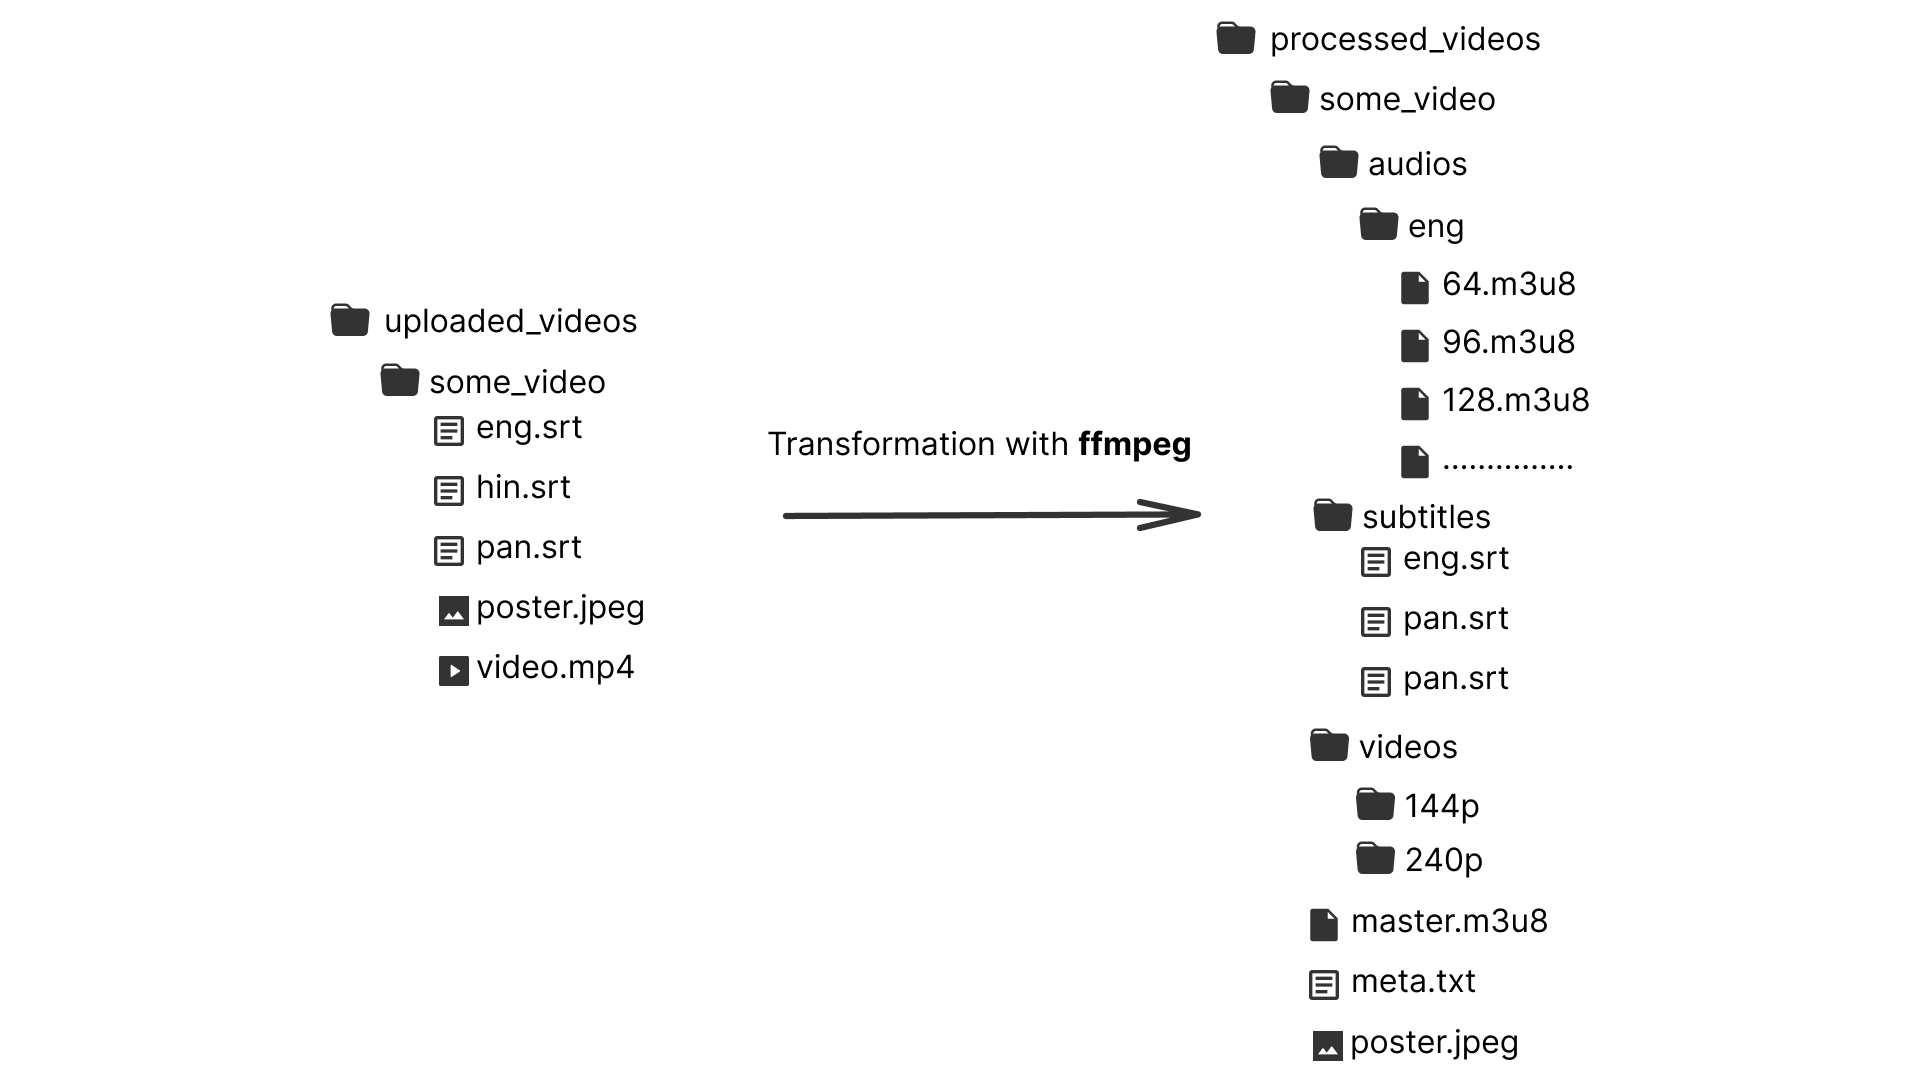 uploaded_videos
some_video
eng.srt
hin.srt
pan.srt
poster.jpeg
video.mp4
Transformation with ffmpeg
processed_videos
some_video
audios
eng
64.m3u8
96.m3u8
128.m3u8
...............
subtitles
eng.srt
pan.srt
pan.srt
videos
144p
240p
master.m3u8
meta.txt
poster.jpeg